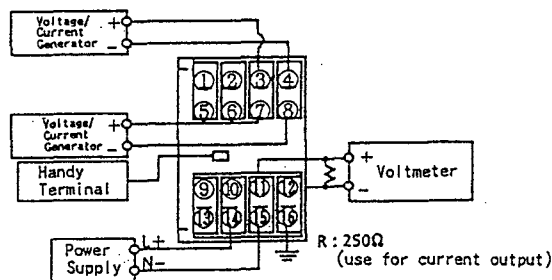 Voltage/
Current
Generator
+
−
① ② ③ ④
⑤ ⑥ ⑦ ⑧
Voltage/
Current
Generator
+
−
Handy
Terminal
⑨ ⑩ ⑪ ⑫
⑬ ⑭ ⑮ ⑯
+
−
Voltmeter
Power
Supply
L+
N−
R : 250Ω
(use for current output)